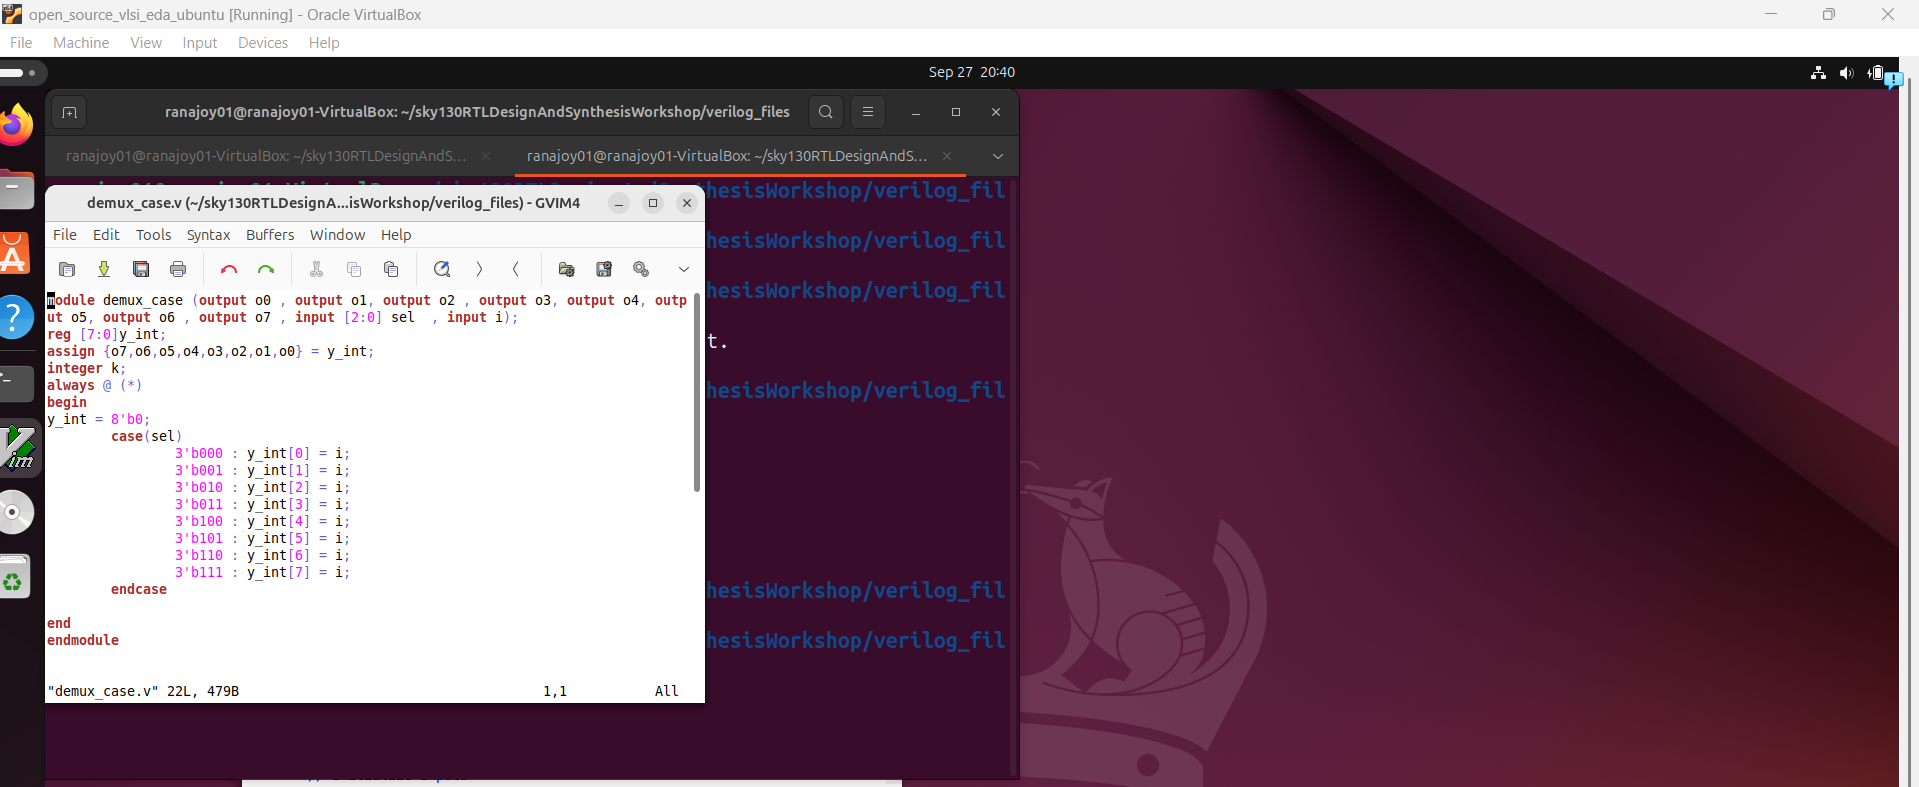 open_source_vlsi_eda_ubuntu [Running] - Oracle VirtualBox
File Machine View Input Devices Help
Sep 27 20:40
ranajoy01@ranajoy01-VirtualBox: ~/sky130RTLDesignAndSynthesisWorkshop/verilog_files
ranajoy01@ranajoy01-VirtualBox: ~/sky130RTLDesignAndS...
ranajoy01@ranajoy01-VirtualBox: ~/sky130RTLDesignAndS...
hesisWorkshop/verilog_fil
demux_case.v (~/sky130RTLDesignA...isWorkshop/verilog_files) - GVIM4
File Edit Tools Syntax Buffers Window Help
hesisWorkshop/verilog_fil
hesisWorkshop/verilog_fil
module demux_case (output o0 , output o1, output o2 , output o3, output o4, outp
ut o5, output o6 , output o7 , input [2:0] sel  , input i);
reg [7:0]y_int;
t.
assign {o7,o6,o5,o4,o3,o2,o1,o0} = y_int;
integer k;
always @ (*)
hesisWorkshop/verilog_fil
begin
y_int = 8'b0;
case(sel)
3'b000 : y_int[0] = i;
3'b001 : y_int[1] = i;
3'b010 : y_int[2] = i;
3'b011 : y_int[3] = i;
3'b100 : y_int[4] = i;
3'b101 : y_int[5] = i;
3'b110 : y_int[6] = i;
3'b111 : y_int[7] = i;
endcase
hesisWorkshop/verilog_fil
end
endmodule
hesisWorkshop/verilog_fil
"demux_case.v" 22L, 479B 1,1 All